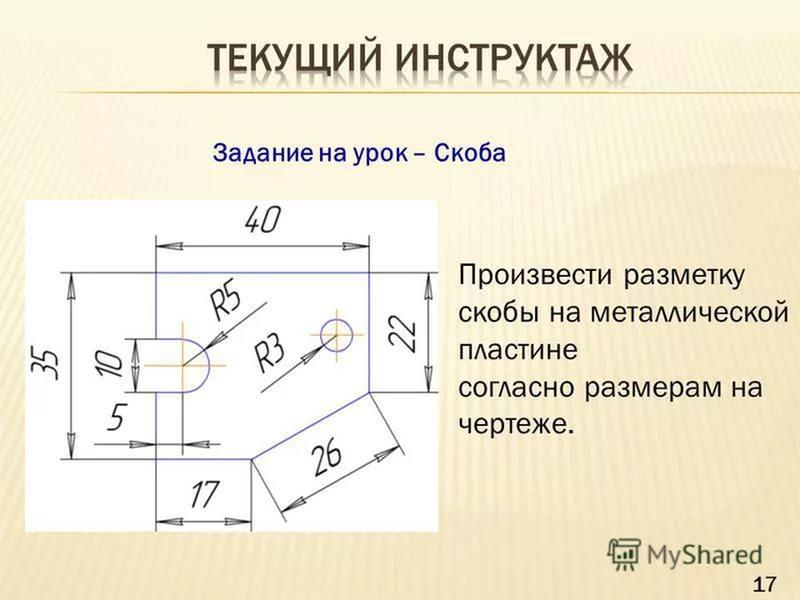 ТЕКУЩИЙ ИНСТРУКТАЖ
Задание на урок – Скоба
40
R5
R3
22
35
10
5
26
17
Произвести разметку
скобы на металлической
пластине
согласно размерам на
чертеже.
MyShared
17